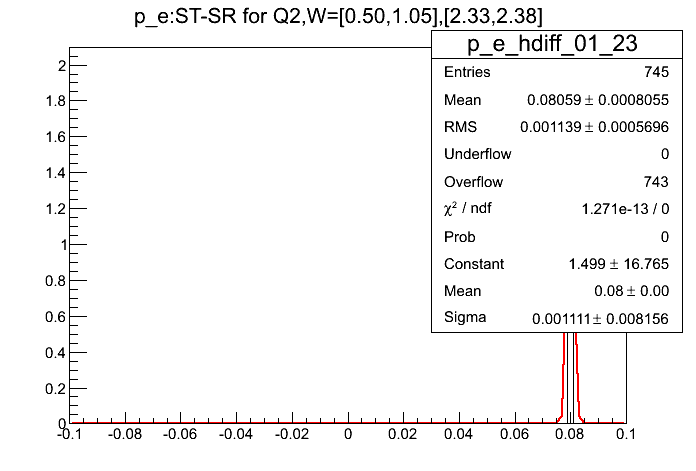 p_e:ST-SR for Q2,W=[0.50,1.05],[2.33,2.38]
p_e_hdiff_01_23
Entries 745
Mean 0.08059 ± 0.0008055
RMS 0.001139 ± 0.0005696
Underflow 0
Overflow 743
χ² / ndf 1.271e-13 / 0
Prob 0
Constant 1.499 ± 16.765
Mean 0.08 ± 0.00
Sigma 0.001111 ± 0.008156
2
1.8
1.6
1.4
1.2
1
0.8
0.6
0.4
0.2
0
-0.1 -0.08 -0.06 -0.04 -0.02 0 0.02 0.04 0.06 0.08 0.1